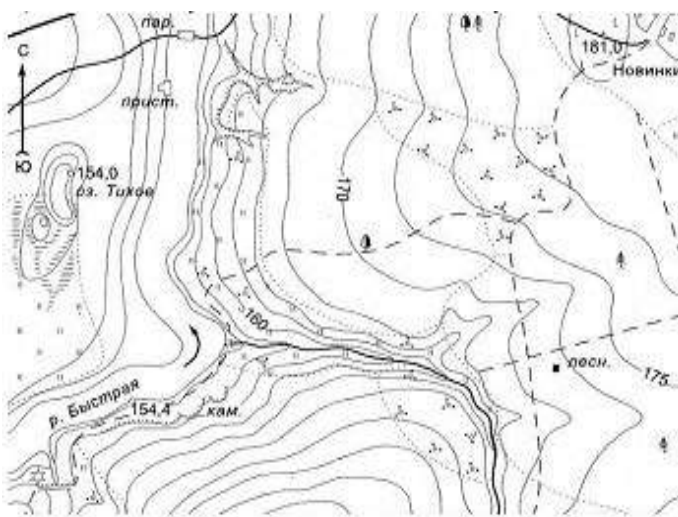 пар.
С
181,0
Новинки
прист.
Ю
154,0
оз. Тихое
170
160
лесн.
175
р. Быстрая
154,4
кам.